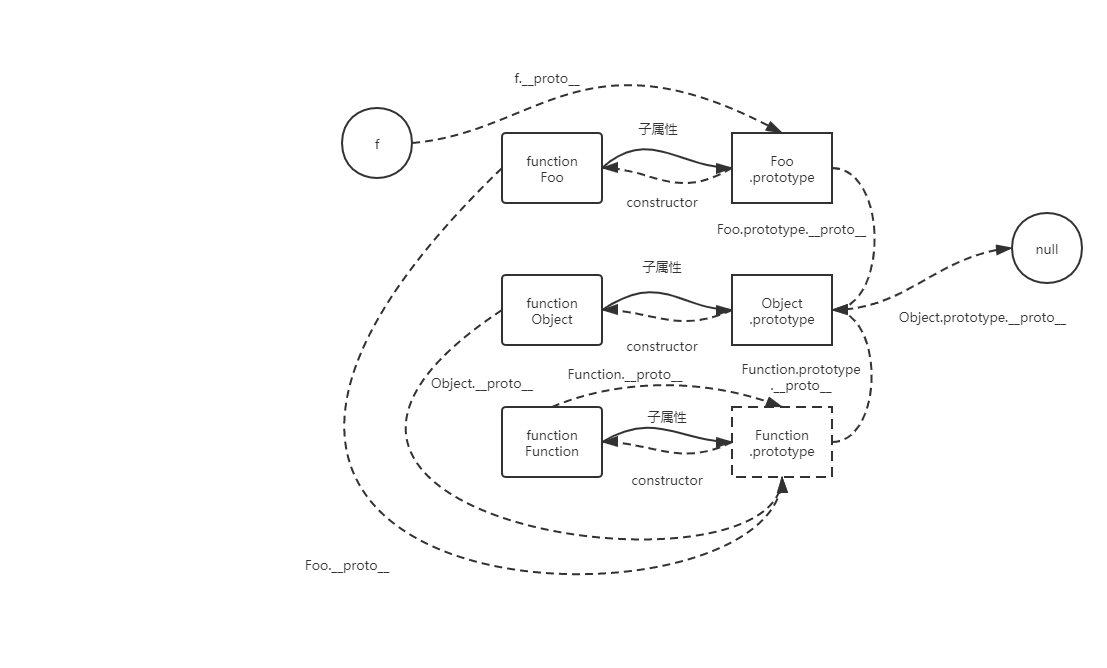 f.__proto__
f
子属性
function
Foo
Foo
.prototype
constructor
Foo.prototype.__proto__
null
子属性
function
Object
Object
.prototype
Object.prototype.__proto__
constructor
Function.prototype
.__proto__
Function.__proto__
Object.__proto__
子属性
function
Function
Function
.prototype
constructor
Foo.__proto__